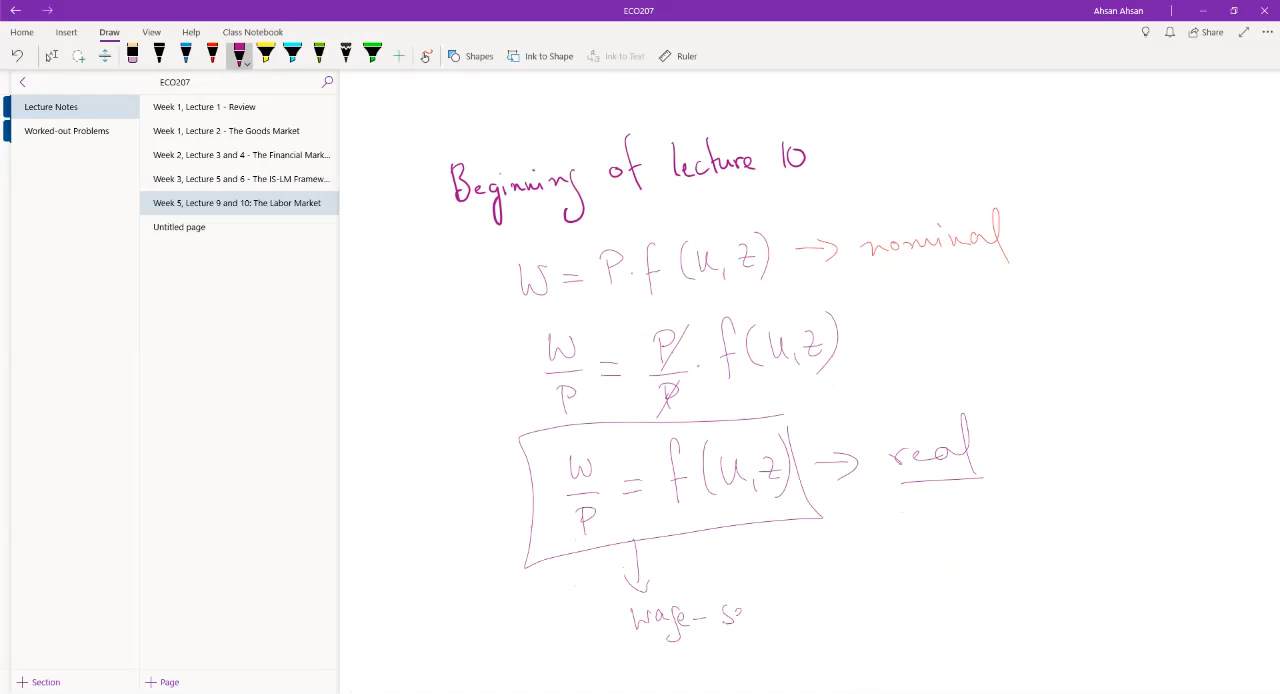 ECO207
Ahsan Ahsan
Home Insert Draw View Help Class Notebook
Share
Shapes Ink to Shape Ink to Text Ruler
ECO207
Lecture Notes
Worked-out Problems
Week 1, Lecture 1 - Review
Week 1, Lecture 2 - The Goods Market
Week 2, Lecture 3 and 4 - The Financial Mark...
Week 3, Lecture 5 and 6 - The IS-LM Framew...
Week 5, Lecture 9 and 10: The Labor Market
Untitled page
Beginning of lecture 10
W = P. f (u, z) → nominal
W/P = P/P . f(u, z)
W/P = f(u, z) → real
wage - s
+ Section
+ Page